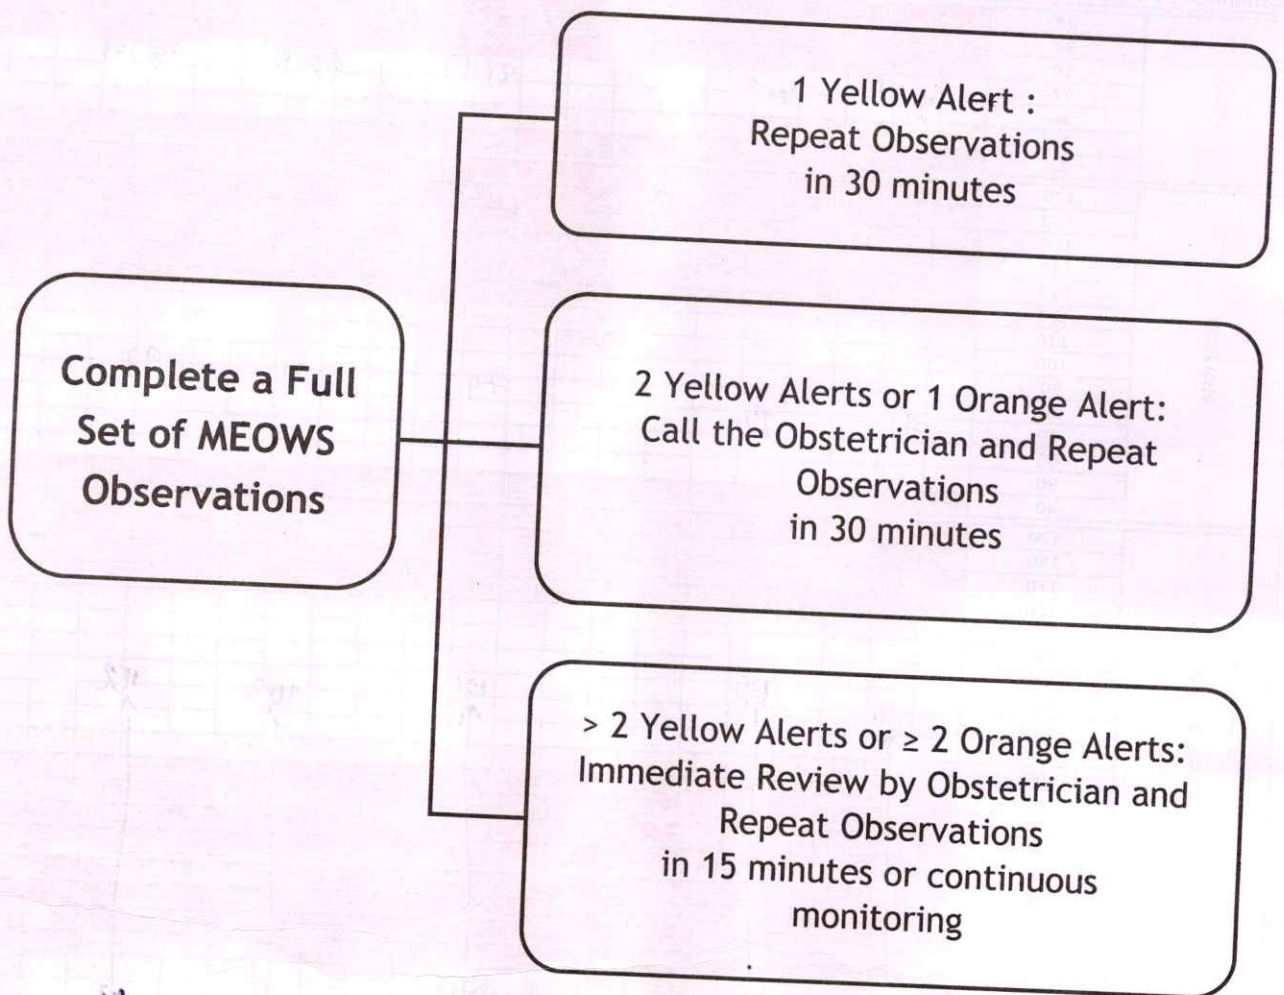 1 Yellow Alert :
Repeat Observations
in 30 minutes
Complete a Full
Set of MEOWS
Observations
2 Yellow Alerts or 1 Orange Alert:
Call the Obstetrician and Repeat
Observations
in 30 minutes
> 2 Yellow Alerts or ≥ 2 Orange Alerts:
Immediate Review by Obstetrician and
Repeat Observations
in 15 minutes or continuous
monitoring